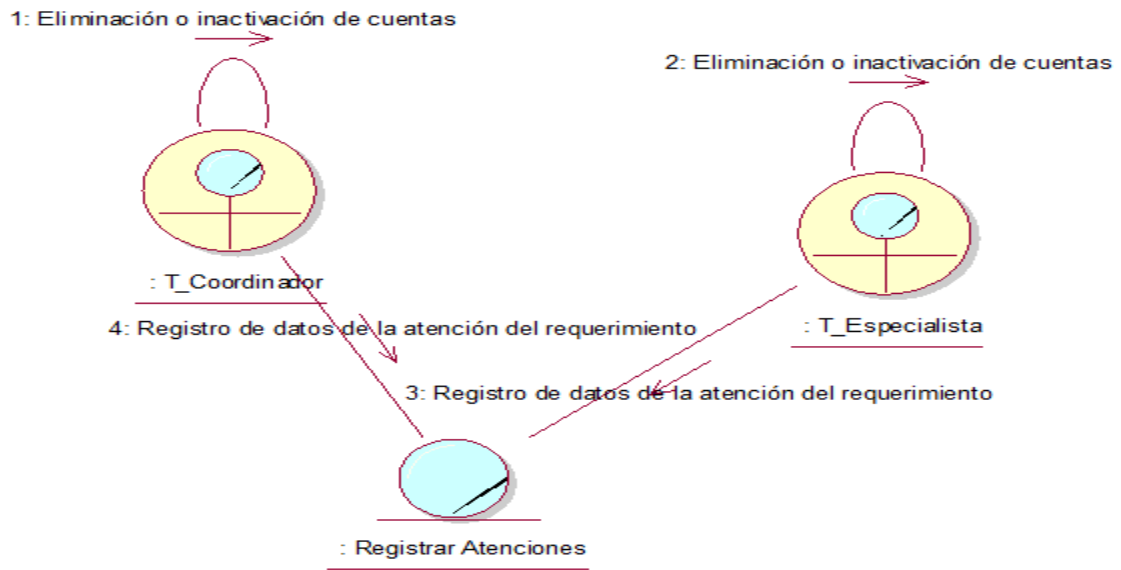 1: Eliminación o inactivación de cuentas
2: Eliminación o inactivación de cuentas
: T_Coordinador
4: Registro de datos de la atención del requerimiento
: T_Especialista
3: Registro de datos de la atención del requerimiento
: Registrar Atenciones